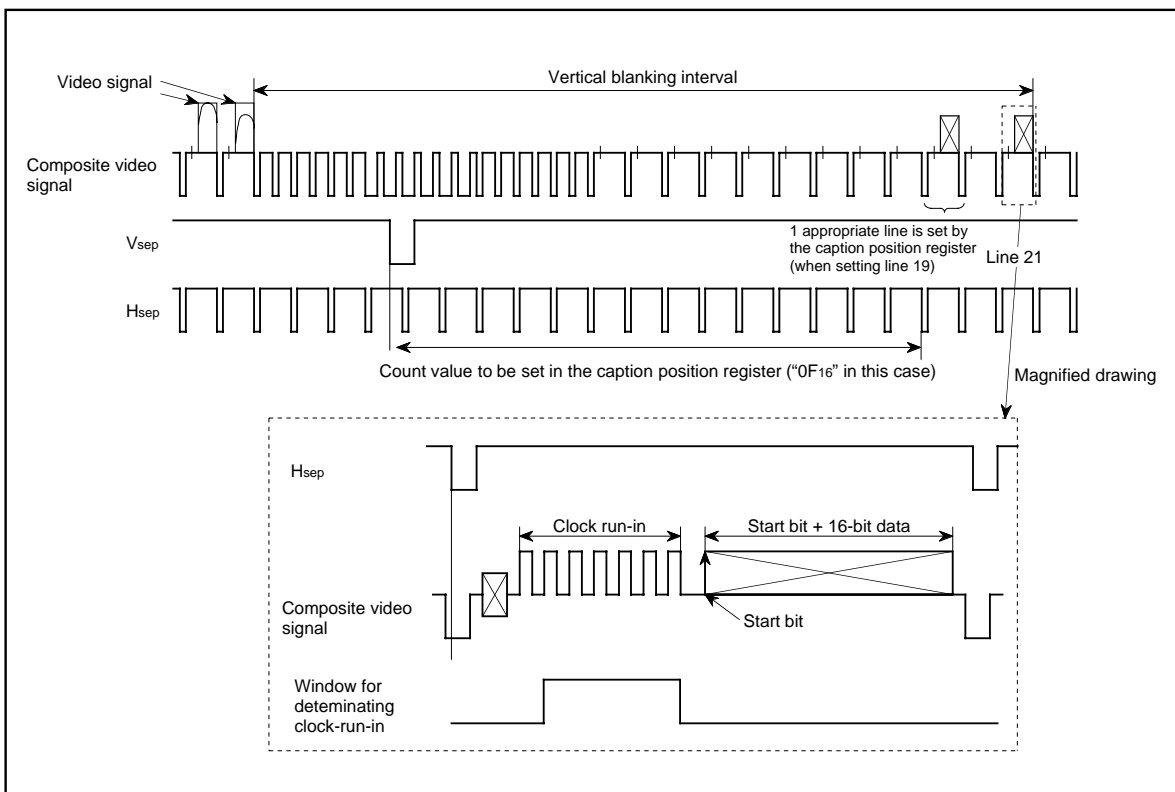 Video signal
Vertical blanking interval
Composite video
signal
Vsep
1 appropriate line is set by
the caption position register
(when setting line 19)
Line 21
Hsep
Count value to be set in the caption position register (“0F16” in this case)
Magnified drawing
Hsep
Clock run-in
Start bit + 16-bit data
Composite video
signal
Start bit
Window for
deteminating
clock-run-in